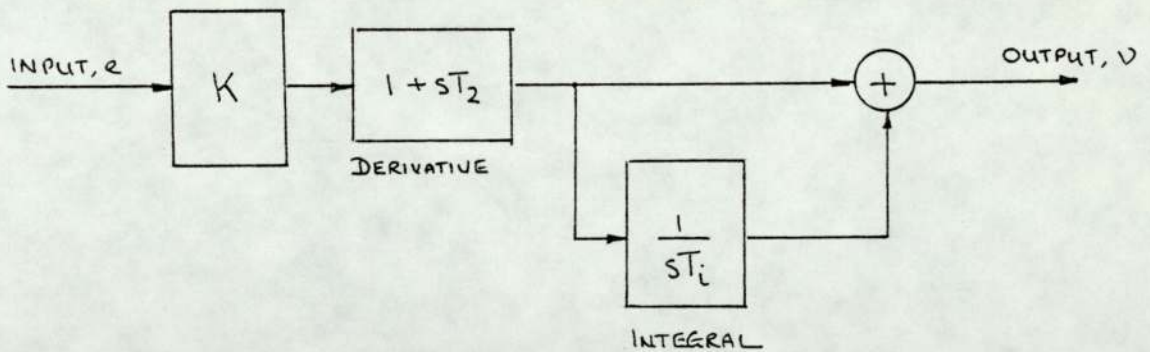 INPUT, e
K
1 + sT₂
DERIVATIVE
+
OUTPUT, υ
1
sTᵢ
INTEGRAL